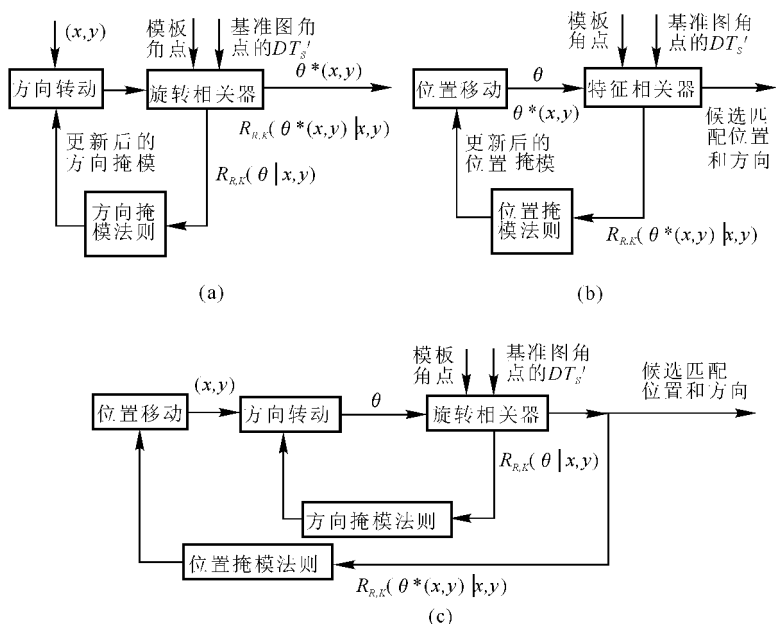 (x,y)
模板
角点
基准图角
点的DTₛ′
方向转动
旋转相关器
θ*(x,y)
R_{R,K}(θ*(x,y)|x,y)
更新后的
方向掩模
R_{R,K}(θ|x,y)
方向掩
模法则
(a)
模板
角点
基准图角
点的DTₛ′
位置移动
θ
θ*(x,y)
特征相关器
候选匹
配位置
和方向
更新后的
位置掩模
位置掩
模法则
R_{R,K}(θ*(x,y)|x,y)
(b)
模板
角点
基准图角
点的DTₛ′
候选匹配
位置和方向
位置移动
(x,y)
方向转动
θ
旋转相关器
R_{R,K}(θ|x,y)
方向掩模法则
位置掩模法则
R_{R,K}(θ*(x,y)|x,y)
(c)